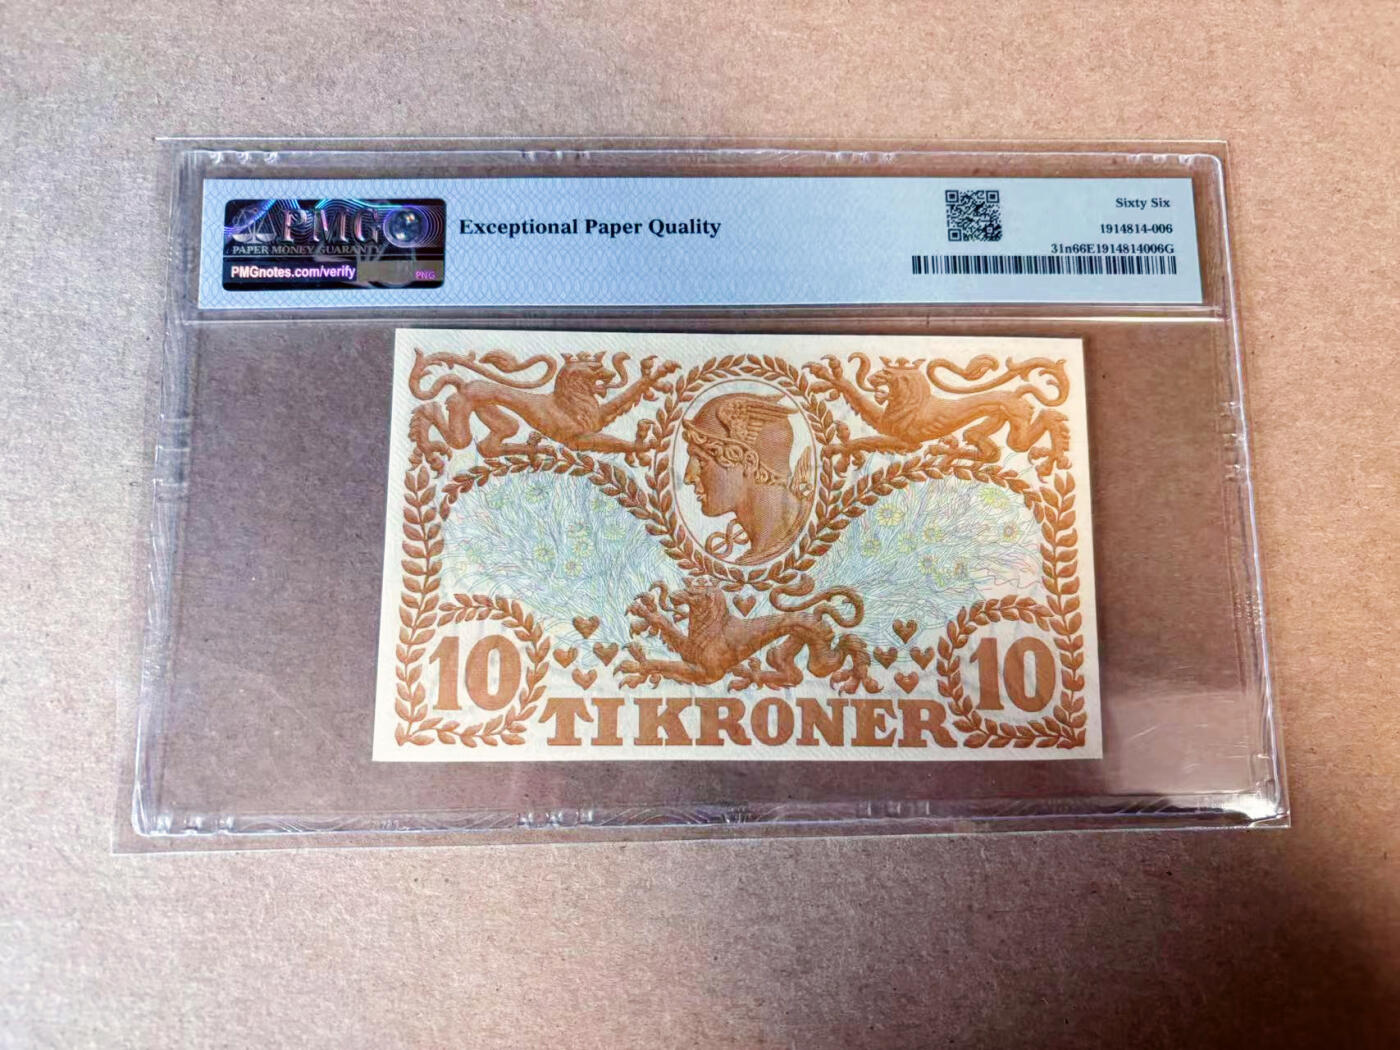 PMG
PAPER MONEY GUARANTY
PMGnotes.com/verify
PNG
Exceptional Paper Quality
Sixty Six
1914814-006
31n66E1914814006G
10
10
TI KRONER